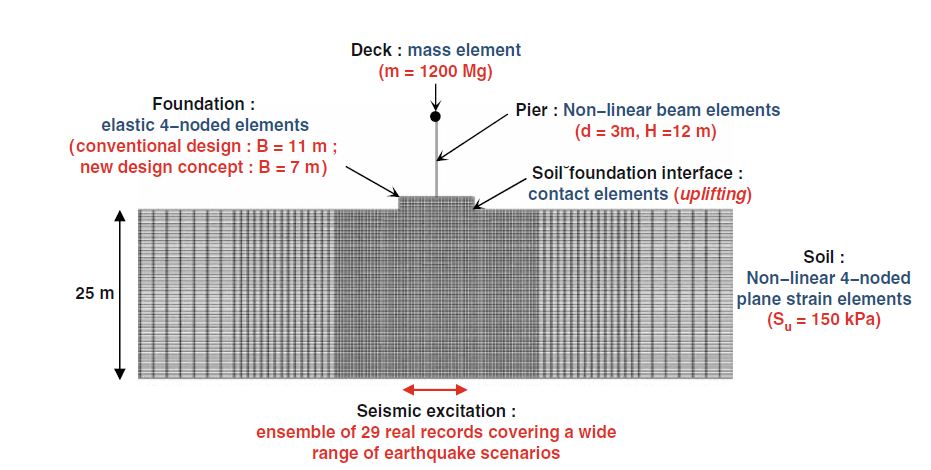 Deck : mass element
(m = 1200 Mg)
Foundation :
elastic 4–noded elements
(conventional design : B = 11 m ;
new design concept : B = 7 m)
Pier : Non–linear beam elements
(d = 3m, H =12 m)
Soil˜foundation interface :
contact elements (uplifting)
25 m
Soil :
Non–linear 4–noded
plane strain elements
(Su = 150 kPa)
Seismic excitation :
ensemble of 29 real records covering a wide
range of earthquake scenarios